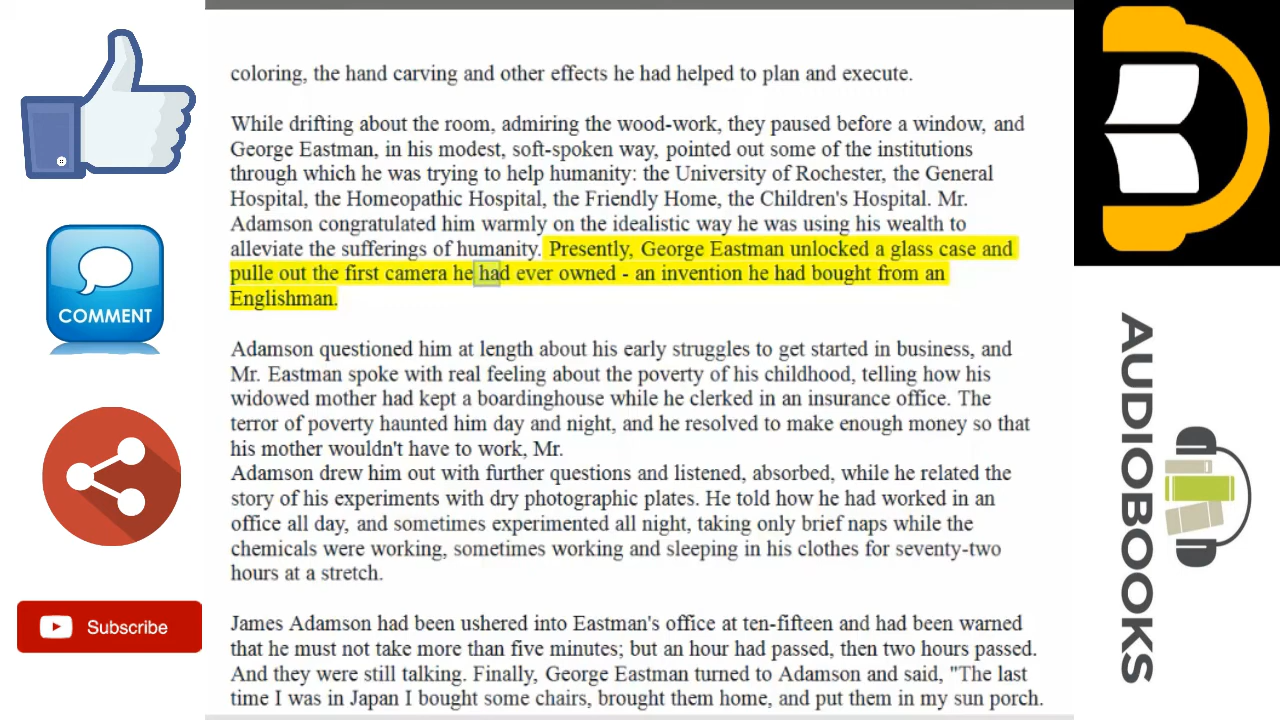 coloring, the hand carving and other effects he had helped to plan and execute.
While drifting about the room, admiring the wood-work, they paused before a window, and
George Eastman, in his modest, soft-spoken way, pointed out some of the institutions
through which he was trying to help humanity: the University of Rochester, the General
Hospital, the Homeopathic Hospital, the Friendly Home, the Children's Hospital. Mr.
Adamson congratulated him warmly on the idealistic way he was using his wealth to
alleviate the sufferings of humanity. Presently, George Eastman unlocked a glass case and
pulle out the first camera he had ever owned - an invention he had bought from an
Englishman.
Adamson questioned him at length about his early struggles to get started in business, and
Mr. Eastman spoke with real feeling about the poverty of his childhood, telling how his
widowed mother had kept a boardinghouse while he clerked in an insurance office. The
terror of poverty haunted him day and night, and he resolved to make enough money so that
his mother wouldn't have to work, Mr.
Adamson drew him out with further questions and listened, absorbed, while he related the
story of his experiments with dry photographic plates. He told how he had worked in an
office all day, and sometimes experimented all night, taking only brief naps while the
chemicals were working, sometimes working and sleeping in his clothes for seventy-two
hours at a stretch.
James Adamson had been ushered into Eastman's office at ten-fifteen and had been warned
that he must not take more than five minutes; but an hour had passed, then two hours passed.
And they were still talking. Finally, George Eastman turned to Adamson and said, "The last
time I was in Japan I bought some chairs, brought them home, and put them in my sun porch.
COMMENT
Subscribe
AUDIOBOOKS